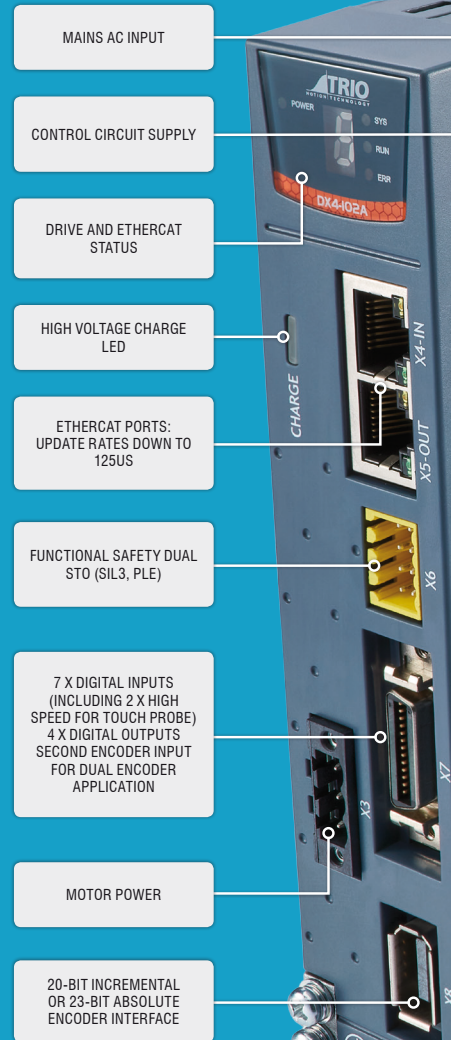 MAINS AC INPUT
TRIO
MOTION TECHNOLOGY
POWER
SYS
RUN
ERR
DX4-I02A
CONTROL CIRCUIT SUPPLY
DRIVE AND ETHERCAT
STATUS
HIGH VOLTAGE CHARGE
LED
CHARGE
X4-IN
ETHERCAT PORTS:
UPDATE RATES DOWN TO
125US
X5-OUT
FUNCTIONAL SAFETY DUAL
STO (SIL3, PLE)
X6
7 X DIGITAL INPUTS
(INCLUDING 2 X HIGH
SPEED FOR TOUCH PROBE)
4 X DIGITAL OUTPUTS
SECOND ENCODER INPUT
FOR DUAL ENCODER
APPLICATION
X7
X3
MOTOR POWER
20-BIT INCREMENTAL
OR 23-BIT ABSOLUTE
ENCODER INTERFACE
X8